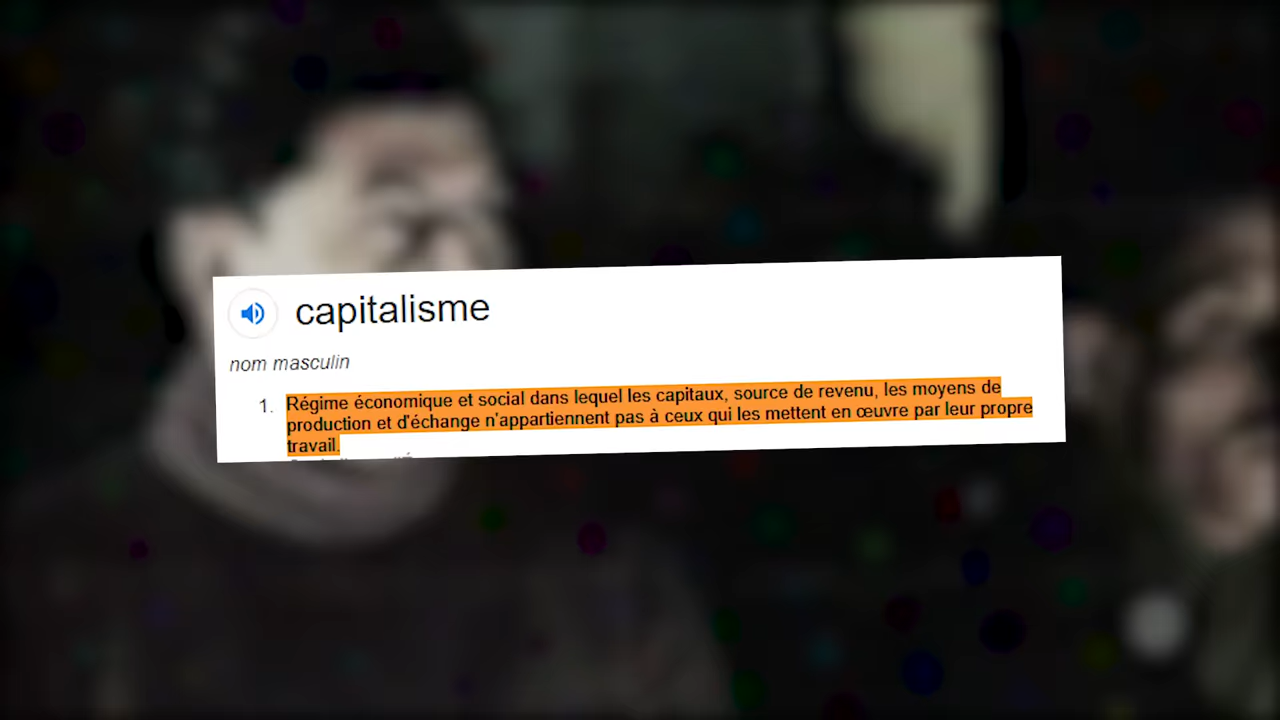 capitalisme
nom masculin
1. Régime économique et social dans lequel les capitaux, source de revenu, les moyens de
production et d'échange n'appartiennent pas à ceux qui les mettent en œuvre par leur propre
travail.